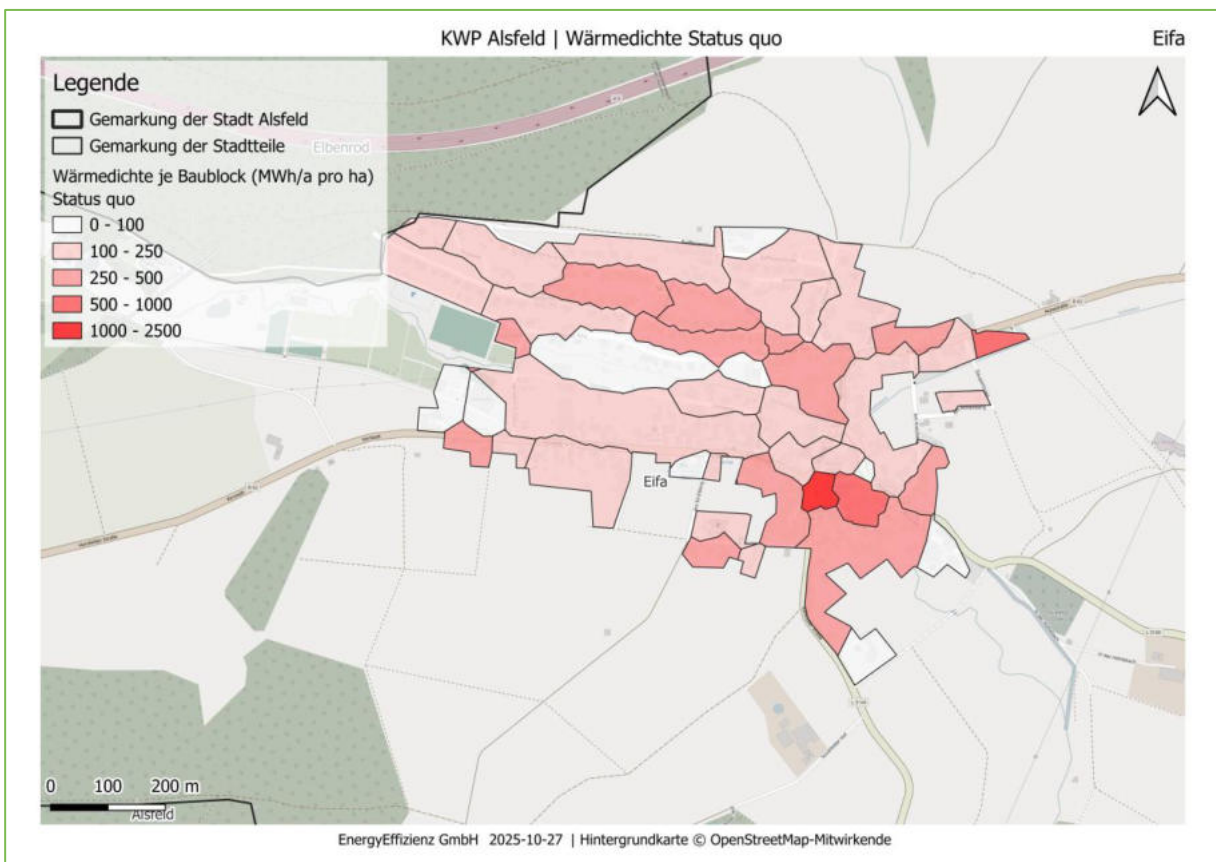 KWP Alsfeld | Wärmedichte Status quo
Eifa
Legende
Gemarkung der Stadt Alsfeld
Gemarkung der Stadtteile
Wärmedichte je Baublock (MWh/a pro ha)
Status quo
0 - 100
100 - 250
250 - 500
500 - 1000
1000 - 2500
Elbenrod
Eifa
0 100 200 m
Alsfeld
EnergyEffizienz GmbH 2025-10-27 | Hintergrundkarte © OpenStreetMap-Mitwirkende